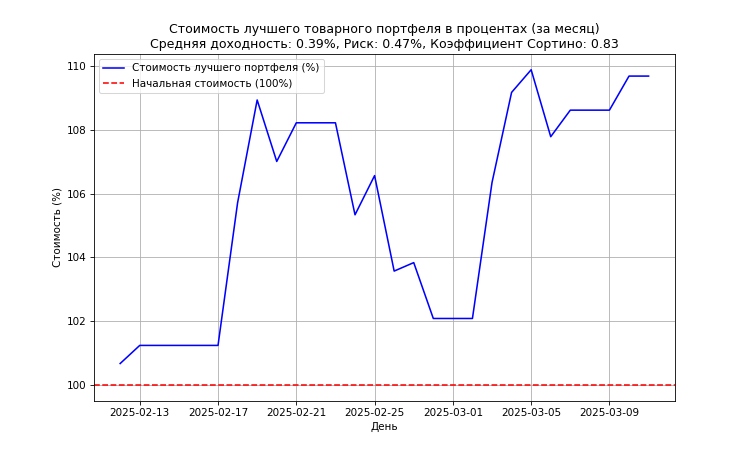 Стоимость лучшего товарного портфеля в процентах (за месяц)
Средняя доходность: 0.39%, Риск: 0.47%, Коэффициент Сортино: 0.83
Стоимость лучшего портфеля (%)
Начальная стоимость (100%)
Стоимость (%)
110
108
106
104
102
100
2025-02-13
2025-02-17
2025-02-21
2025-02-25
2025-03-01
2025-03-05
2025-03-09
День